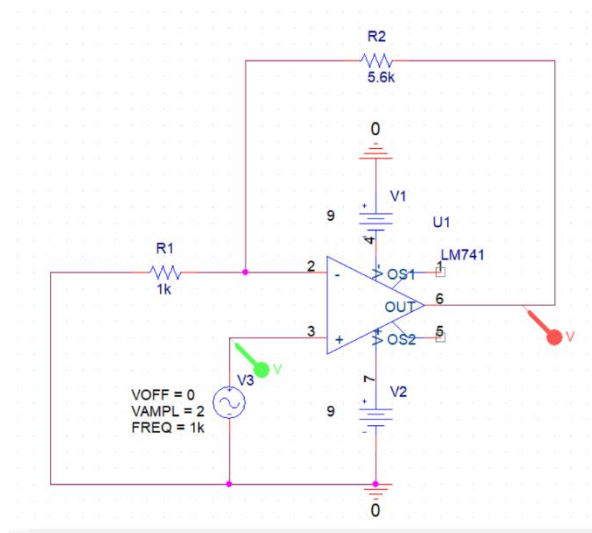 R2
5.6k
0
V1
9
4
U1
LM741
R1
1k
2
-
V-
OS1
1
OUT
6
3
+
V+
OS2
5
V
V
V3
VOFF = 0
VAMPL = 2
FREQ = 1k
7
V2
9
0